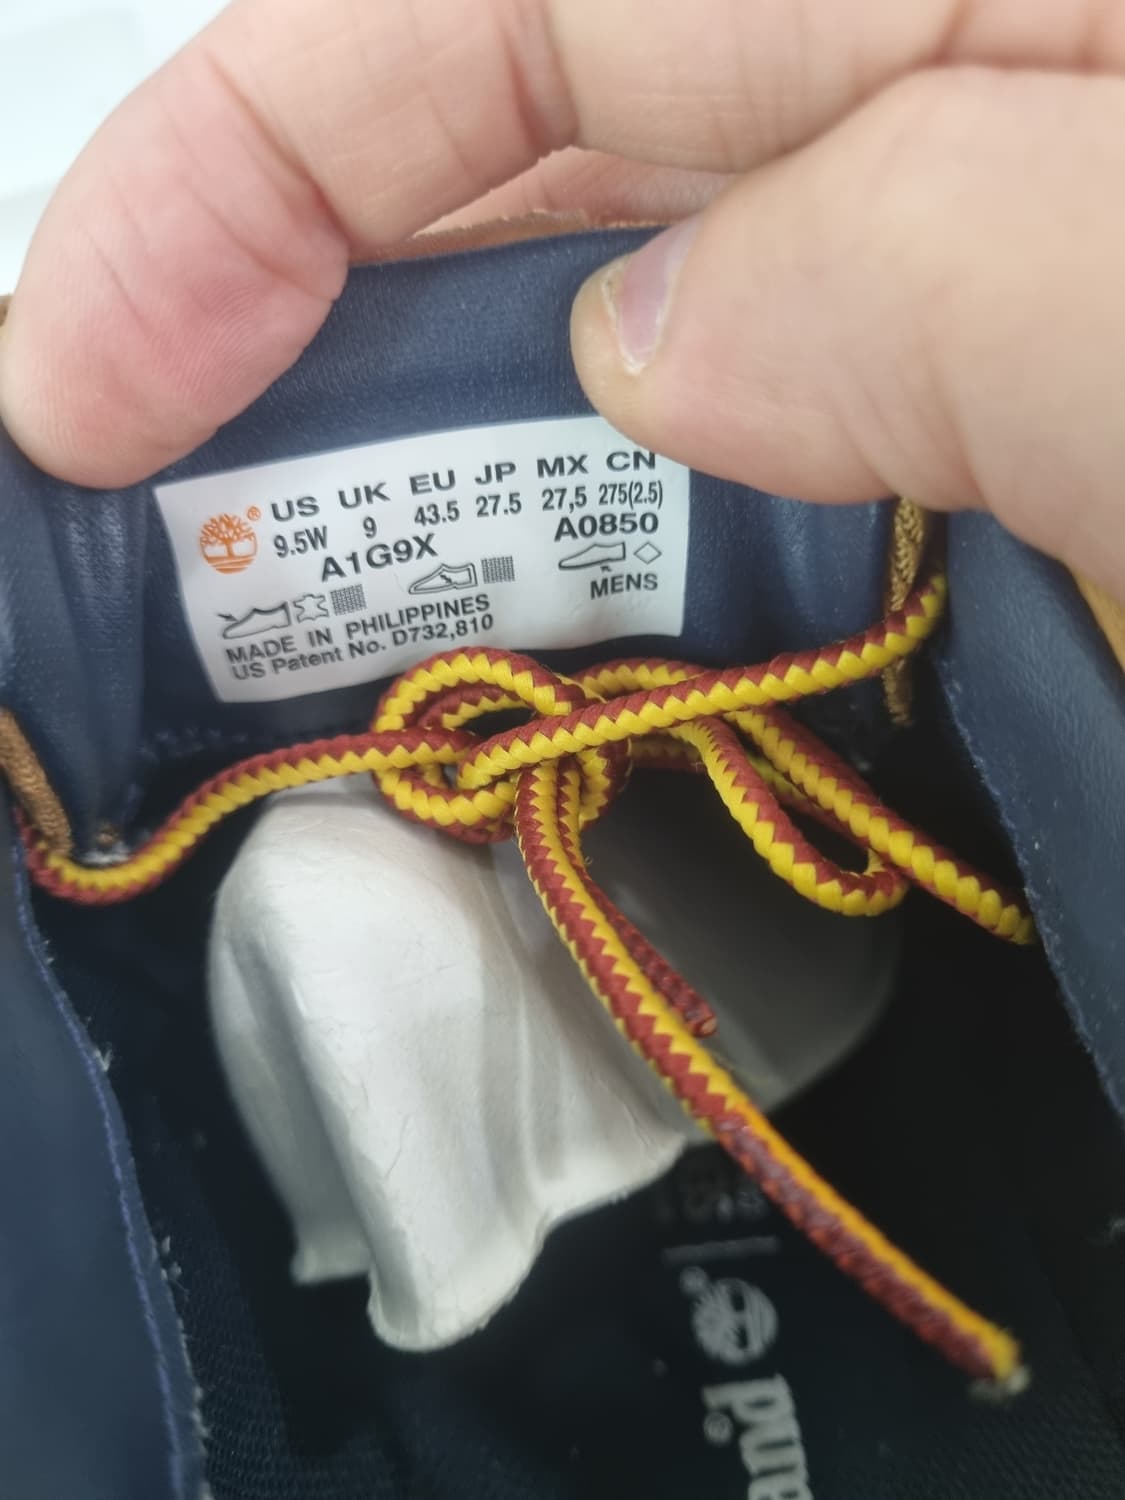 ® US UK EU JP MX CN
9.5W 9 43.5 27.5 27,5 275(2.5)
A1G9X A0850
MENS
MADE IN PHILIPPINES
US Patent No. D732,810